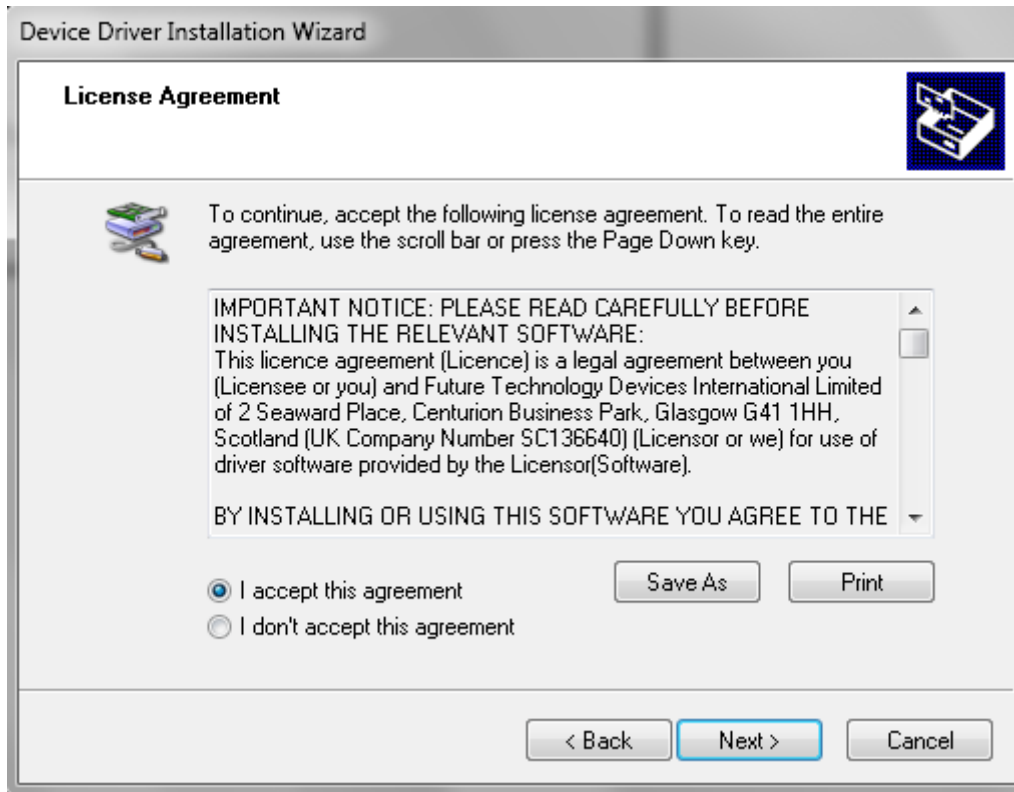 Device Driver Installation Wizard
License Agreement
To continue, accept the following license agreement. To read the entire
agreement, use the scroll bar or press the Page Down key.
IMPORTANT NOTICE: PLEASE READ CAREFULLY BEFORE
INSTALLING THE RELEVANT SOFTWARE:
This licence agreement (Licence) is a legal agreement between you
(Licensee or you) and Future Technology Devices International Limited
of 2 Seaward Place, Centurion Business Park, Glasgow G41 1HH,
Scotland (UK Company Number SC136640) (Licensor or we) for use of
driver software provided by the Licensor(Software).
BY INSTALLING OR USING THIS SOFTWARE YOU AGREE TO THE
I accept this agreement
Save As
Print
I don't accept this agreement
< Back
Next >
Cancel